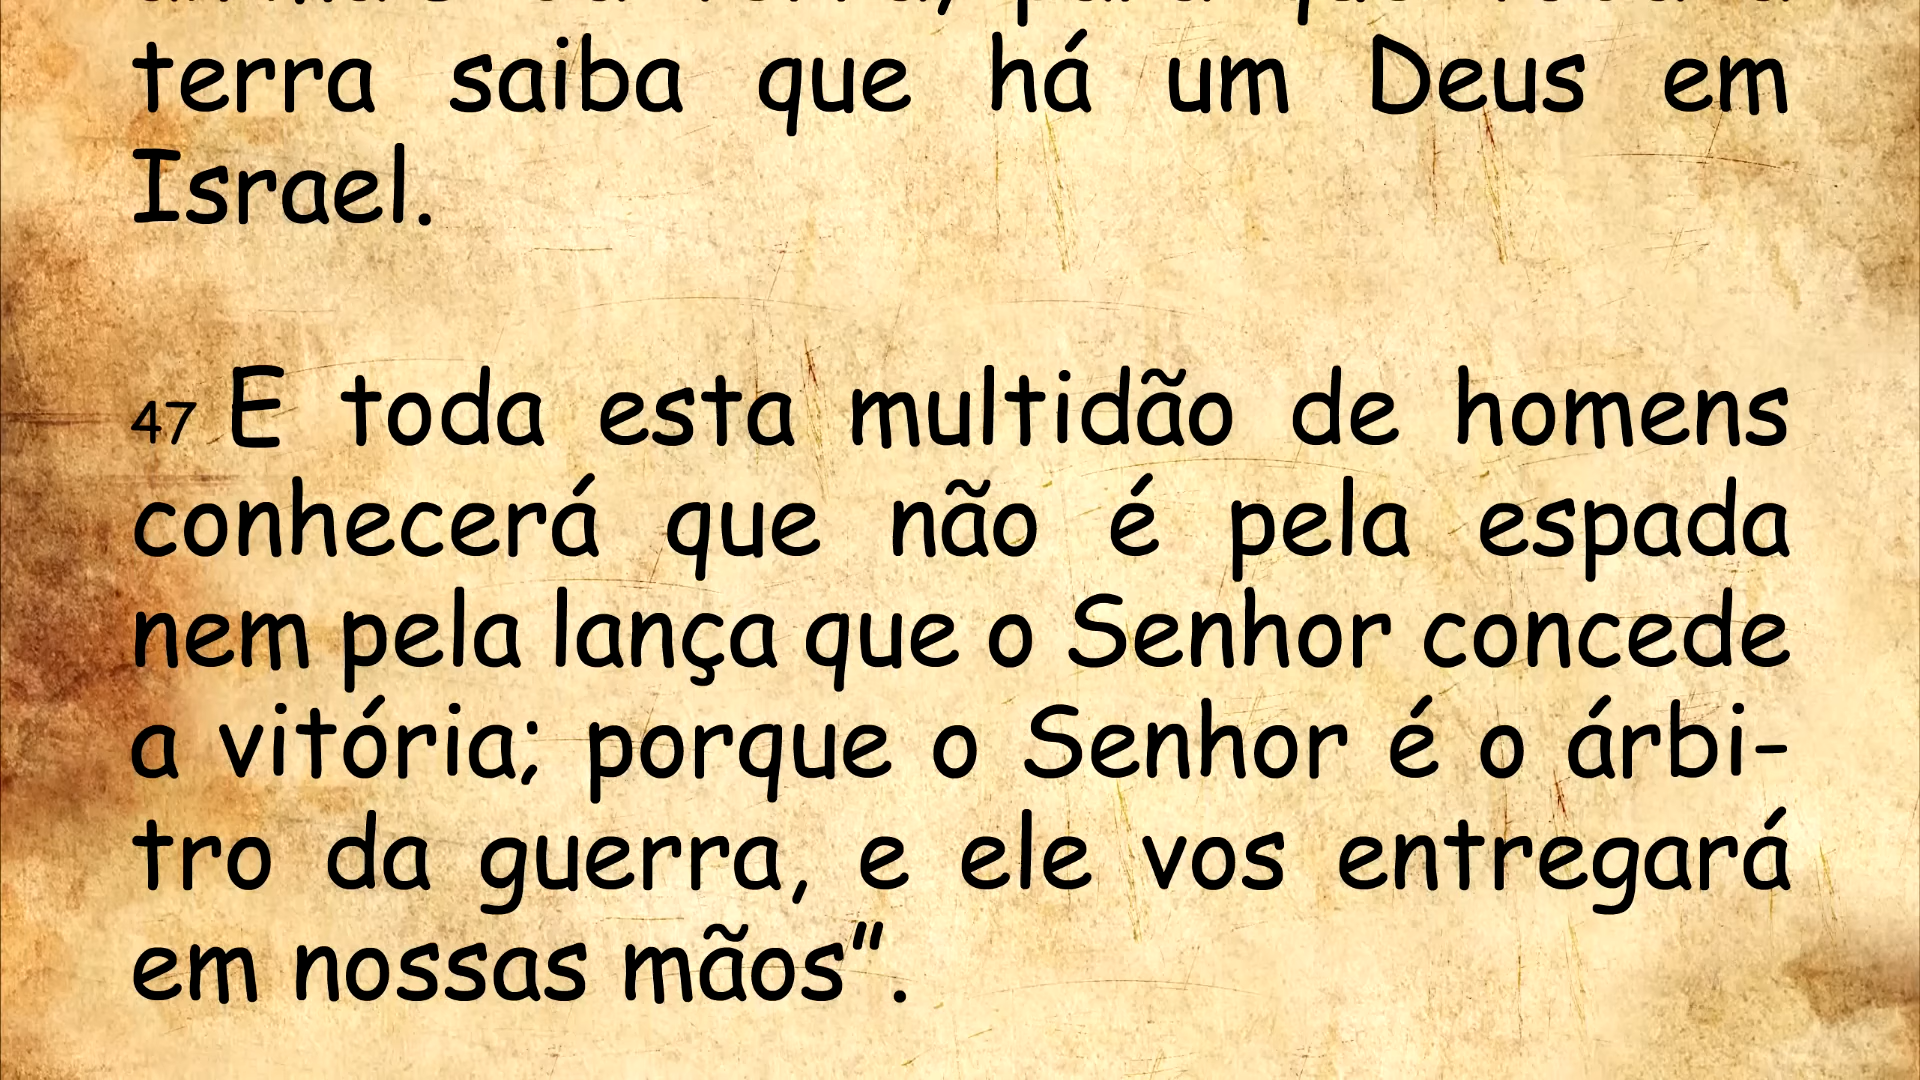 terra saiba que há um Deus em
Israel.
47 E toda esta multidão de homens
conhecerá que não é pela espada
nem pela lança que o Senhor concede
a vitória; porque o Senhor é o árbi-
tro da guerra, e ele vos entregará
em nossas mãos”.